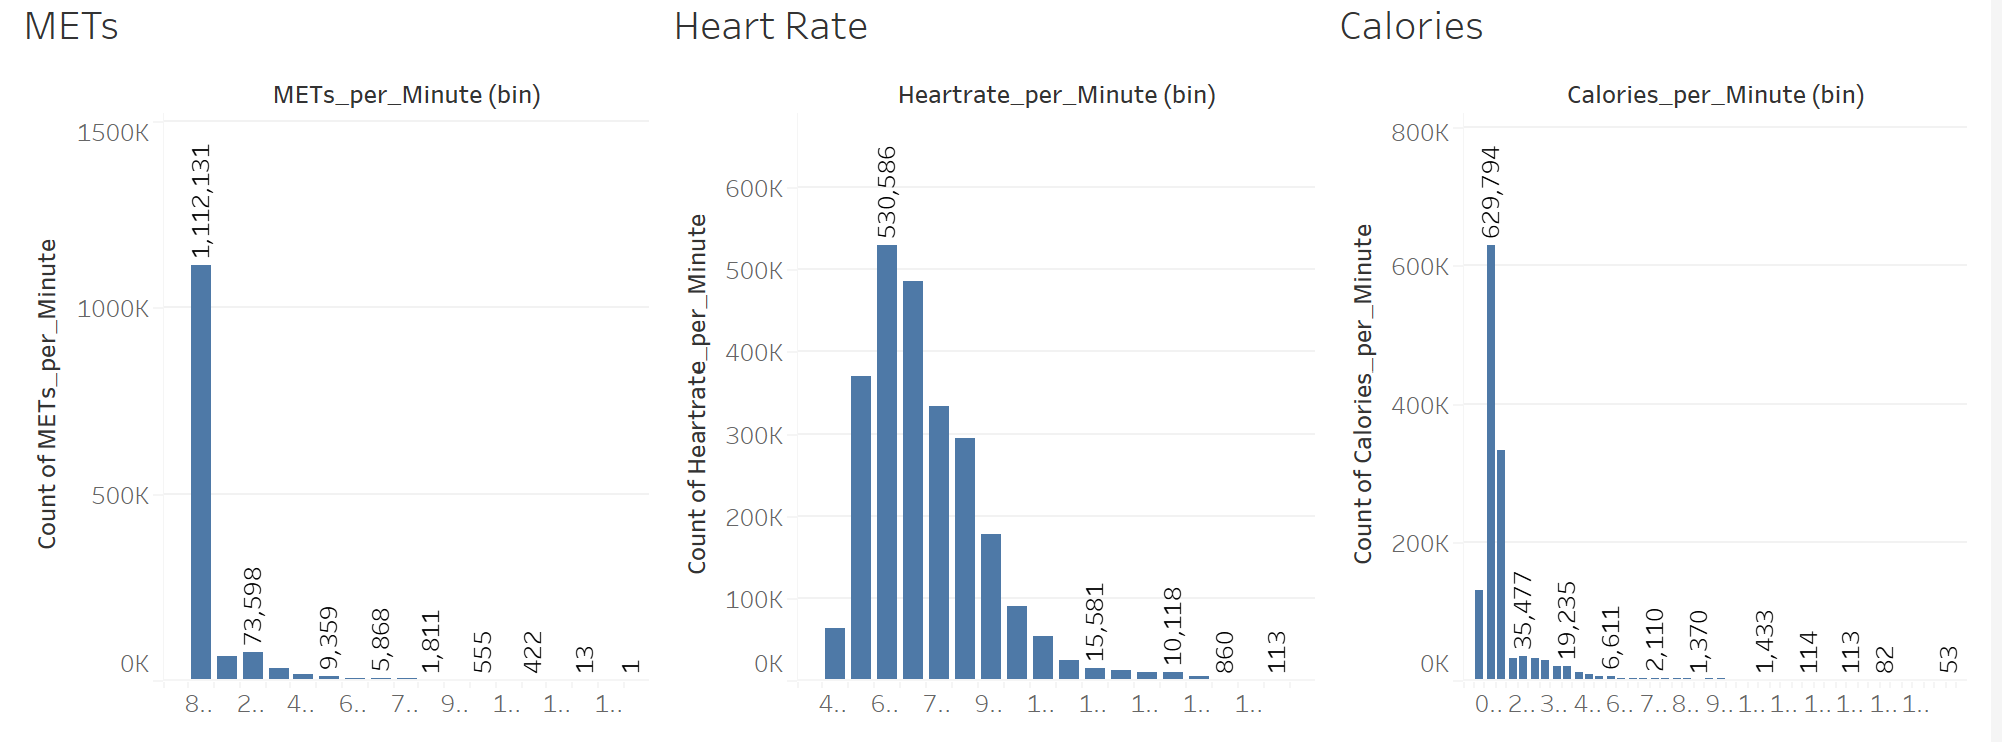 METs
METs_per_Minute (bin)
Count of METs_per_Minute
1500K
1000K
500K
0K
1,112,131
73,598
9,359
5,868
1,811
555
422
13
1
8..
2..
4..
6..
7..
9..
1..
1..
1..
Heart Rate
Heartrate_per_Minute (bin)
Count of Heartrate_per_Minute
600K
500K
400K
300K
200K
100K
0K
530,586
15,581
10,118
860
113
4..
6..
7..
9..
1..
1..
1..
1..
1..
Calories
Calories_per_Minute (bin)
Count of Calories_per_Minute
800K
600K
400K
200K
0K
629,794
35,477
19,235
6,611
2,110
1,370
1,433
114
113
82
53
0..
2..
3..
4..
6..
7..
8..
9..
1..
1..
1..
1..
1..
1..